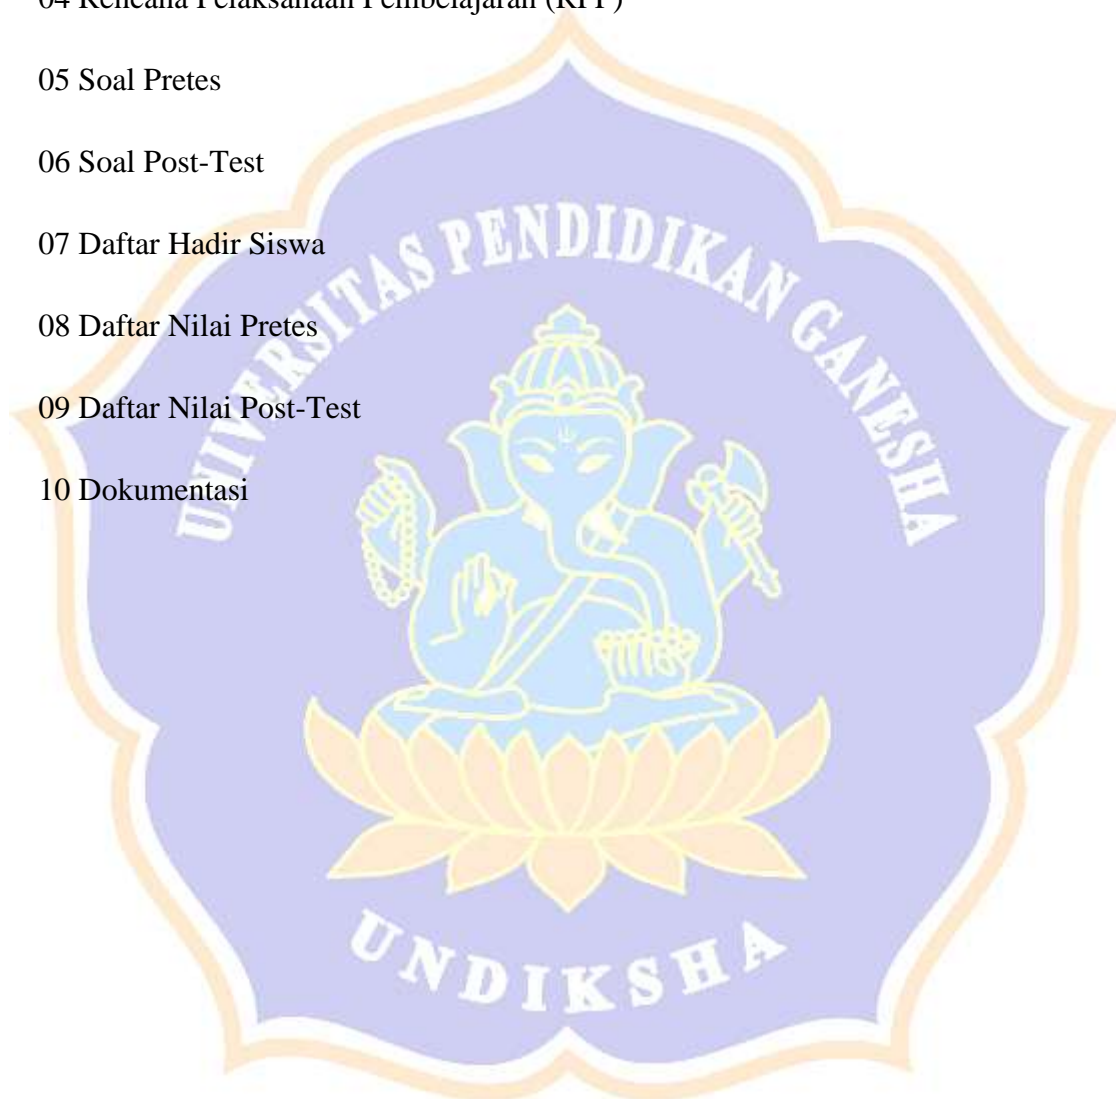 04 Rencana Pelaksanaan Pembelajaran (RPP)
05 Soal Pretes
06 Soal Post-Test
07 Daftar Hadir Siswa
08 Daftar Nilai Pretes
09 Daftar Nilai Post-Test
10 Dokumentasi
UNIVERSITAS PENDIDIKAN GANESHA
UNDIKSHA